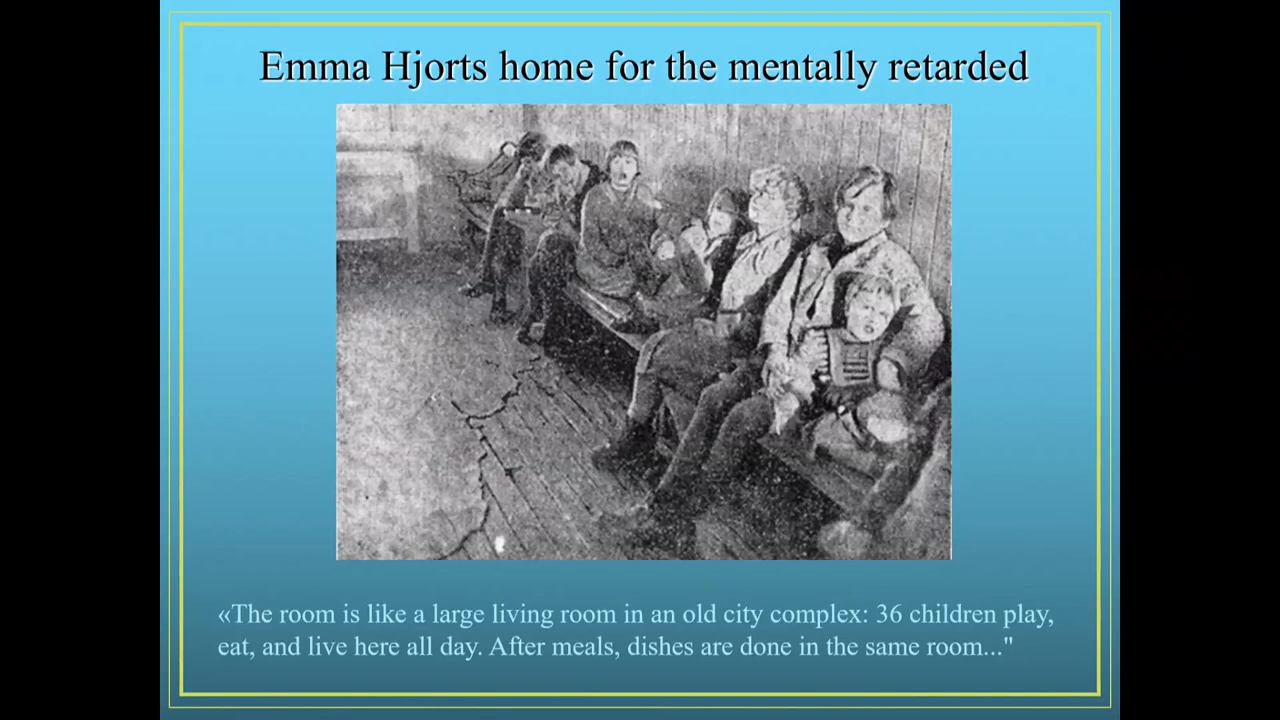 Emma Hjorts home for the mentally retarded
«The room is like a large living room in an old city complex: 36 children play,
eat, and live here all day. After meals, dishes are done in the same room..."